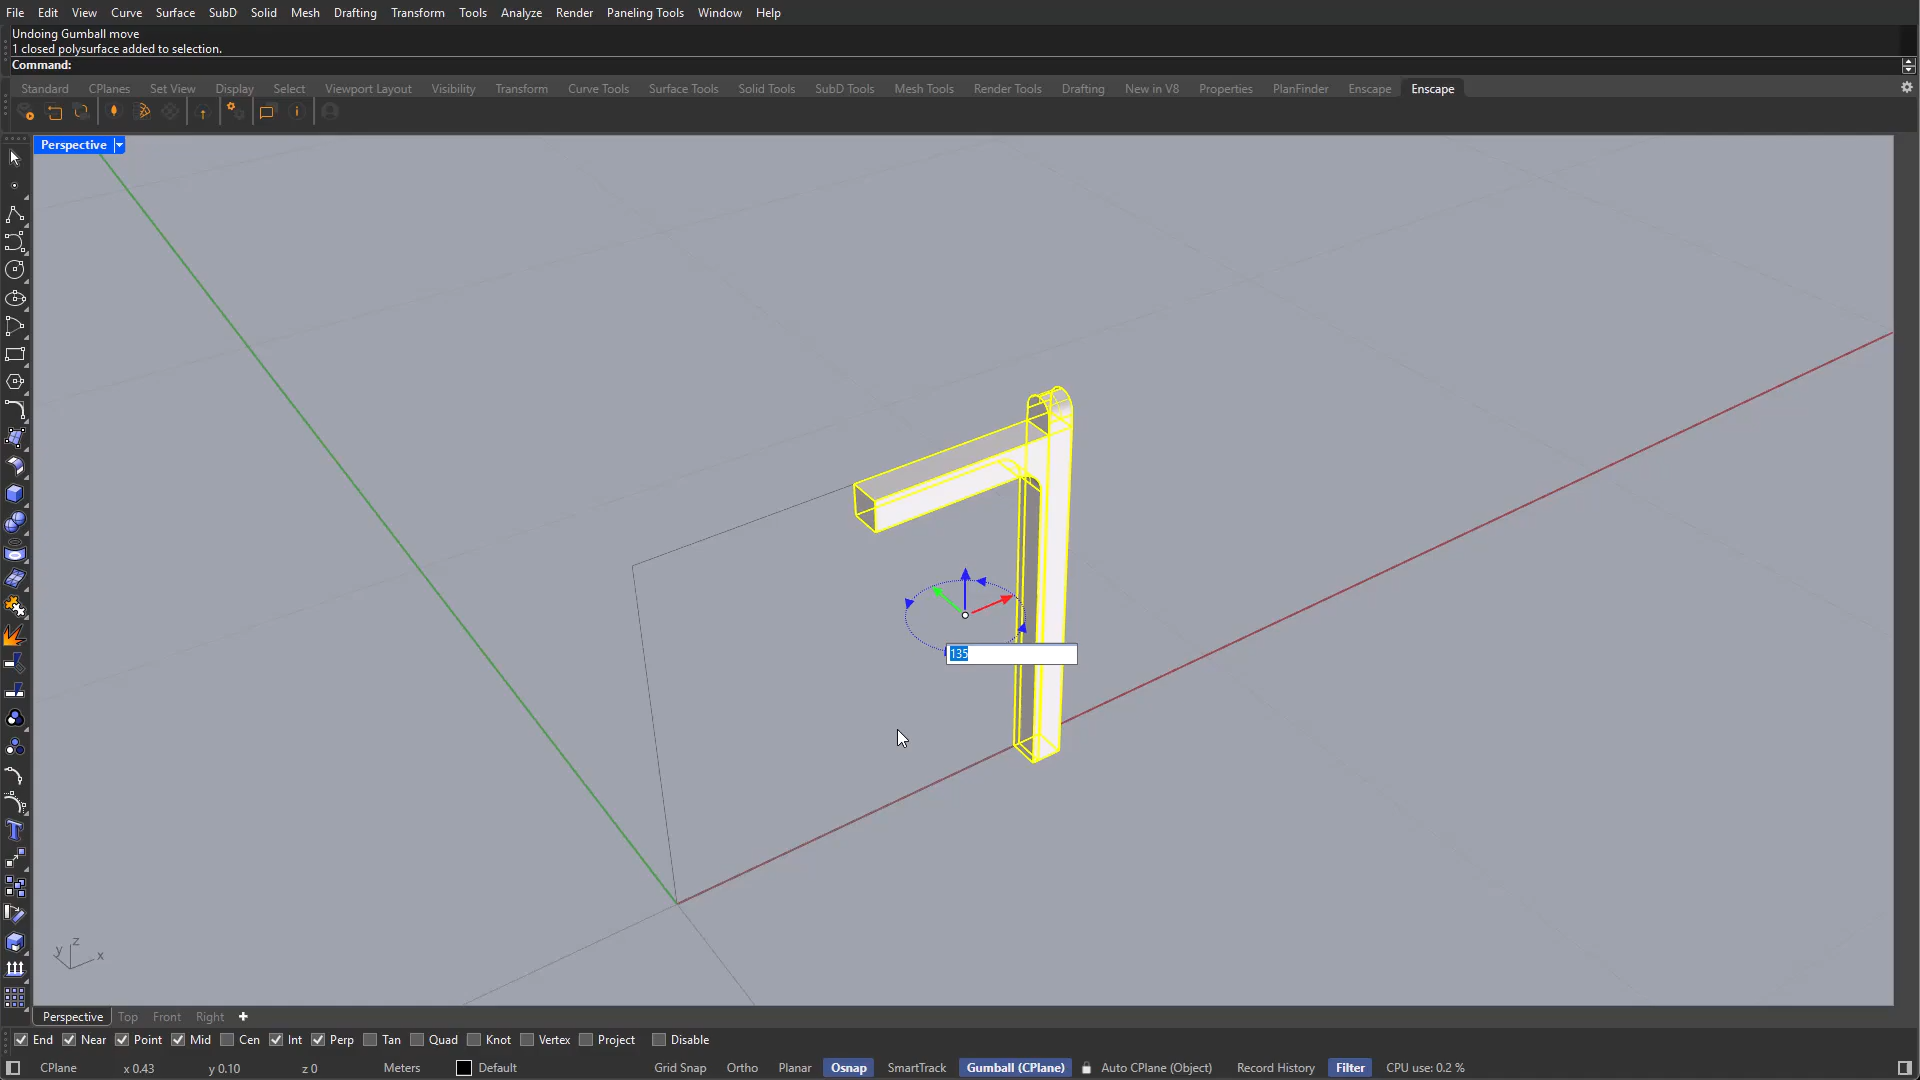 File Edit View Curve Surface SubD Solid Mesh Drafting Transform Tools Analyze Render Paneling Tools Window Help
Undoing Gumball move
1 closed polysurface added to selection.
Command:
Standard CPlanes Set View Display Select Viewport Layout Visibility Transform Curve Tools Surface Tools Solid Tools SubD Tools Mesh Tools Render Tools Drafting New in V8 Properties PlanFinder Enscape Enscape
Perspective
135
z
y x
Perspective Top Front Right
End Near Point Mid Cen Int Perp Tan Quad Knot Vertex Project Disable
CPlane x 0.43 y 0.10 z 0 Meters Default Grid Snap Ortho Planar Osnap SmartTrack Gumball (CPlane) Auto CPlane (Object) Record History Filter CPU use: 0.2 %